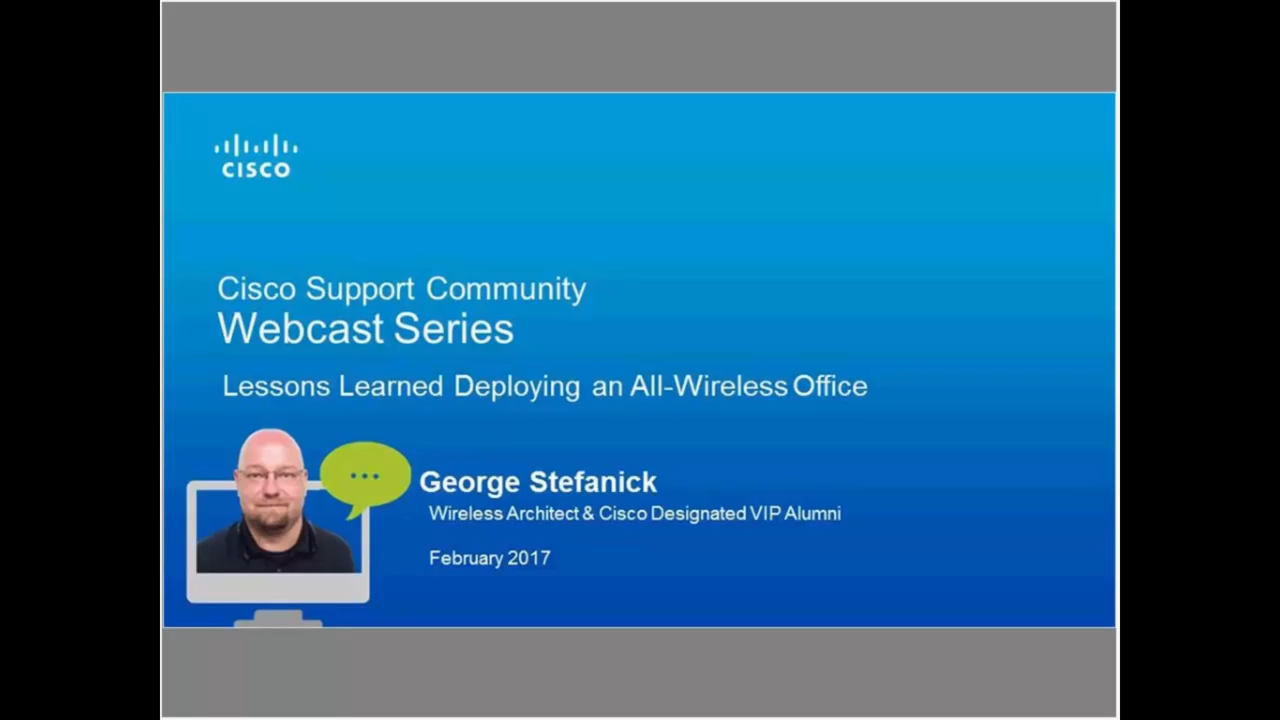 CISCO
Cisco Support Community
Webcast Series
Lessons Learned Deploying an All-Wireless Office
George Stefanick
Wireless Architect & Cisco Designated VIP Alumni
February 2017